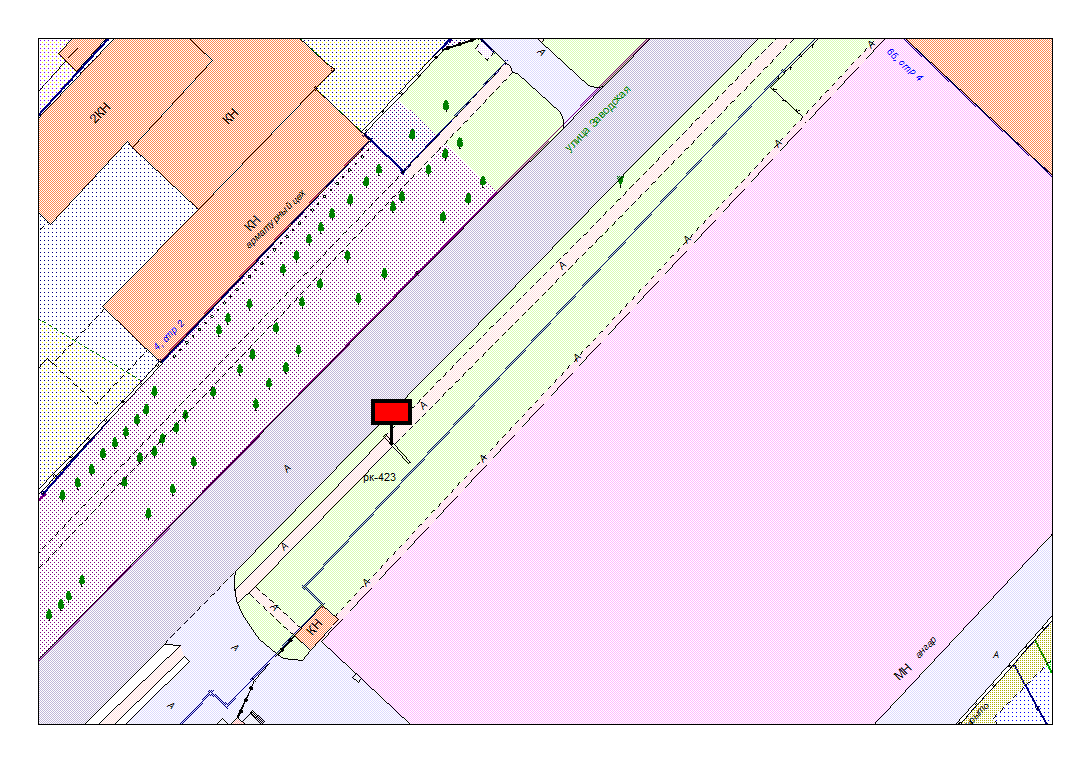 А
А
65, стр 4
2КН
КН
улица Заводская
А
КН
арматурный цех
А
А
4, стр 2
А
А
А
А
рк-423
А
А
А
КН
А
МН ангар
А
А